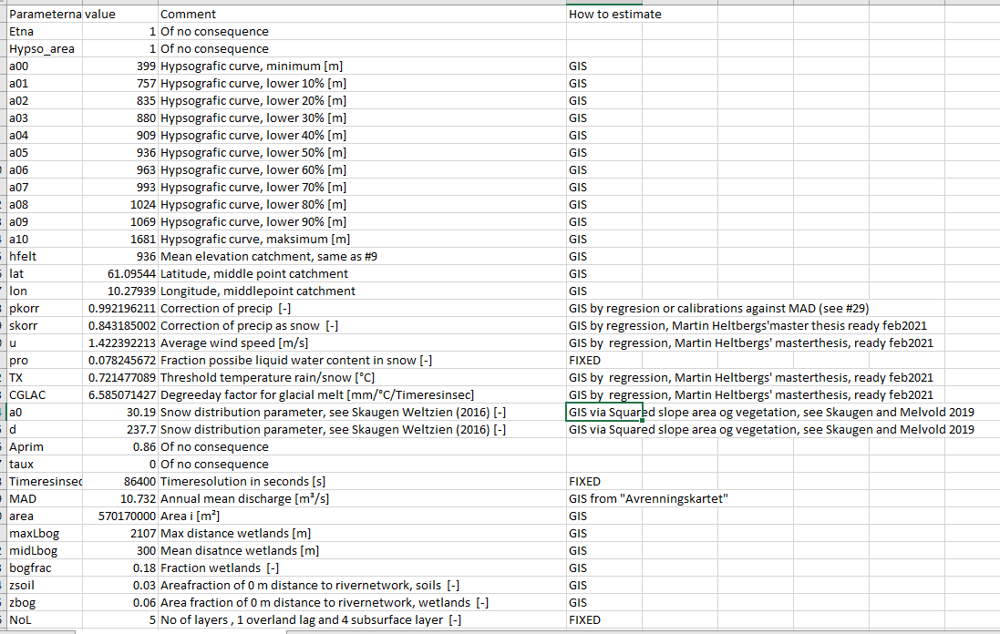 Parameterna value Comment How to estimate
Etna 1 Of no consequence
Hypso_area 1 Of no consequence
a00 399 Hypsografic curve, minimum [m] GIS
a01 757 Hypsografic curve, lower 10% [m] GIS
a02 835 Hypsografic curve, lower 20% [m] GIS
a03 880 Hypsografic curve, lower 30% [m] GIS
a04 909 Hypsografic curve, lower 40% [m] GIS
a05 936 Hypsografic curve, lower 50% [m] GIS
a06 963 Hypsografic curve, lower 60% [m] GIS
a07 993 Hypsografic curve, lower 70% [m] GIS
a08 1024 Hypsografic curve, lower 80% [m] GIS
a09 1069 Hypsografic curve, lower 90% [m] GIS
a10 1681 Hypsografic curve, maksimum [m] GIS
hfelt 936 Mean elevation catchment, same as #9 GIS
lat 61.09544 Latitude, middle point catchment GIS
lon 10.27939 Longitude, middlepoint catchment GIS
pkorr 0.992196211 Correction of precip [-] GIS by regresion or calibrations against MAD (see #29)
skorr 0.843185002 Correction of precip as snow [-] GIS by regression, Martin Heltbergs'master thesis ready feb2021
u 1.422392213 Average wind speed [m/s] GIS by regression, Martin Heltbergs' masterthesis, ready feb2021
pro 0.078245672 Fraction possibe liquid water content in snow [-] FIXED
TX 0.721477089 Threshold temperature rain/snow [°C] GIS by regression, Martin Heltbergs' masterthesis, ready feb2021
CGLAC 6.585071427 Degreeday factor for glacial melt [mm/°C/Timeresinsec] GIS by regression, Martin Heltbergs' masterthesis, ready feb2021
a0 30.19 Snow distribution parameter, see Skaugen Weltzien (2016) [-] GIS via Squared slope area og vegetation, see Skaugen and Melvold 2019
d 237.7 Snow distribution parameter, see Skaugen Weltzien (2016) [-] GIS via Squared slope area og vegetation, see Skaugen and Melvold 2019
Aprim 0.86 Of no consequence
taux 0 Of no consequence
Timeresinsec 86400 Timeresolution in seconds [s] FIXED
MAD 10.732 Annual mean discharge [m³/s] GIS from "Avrenningskartet"
area 570170000 Area i [m²] GIS
maxLbog 2107 Max distance wetlands [m] GIS
midLbog 300 Mean disatnce wetlands [m] GIS
bogfrac 0.18 Fraction wetlands [-] GIS
zsoil 0.03 Areafraction of 0 m distance to rivernetwork, soils [-] GIS
zbog 0.06 Area fraction of 0 m distance to rivernetwork, wetlands [-] GIS
NoL 5 No of layers , 1 overland lag and 4 subsurface layer [-] FIXED